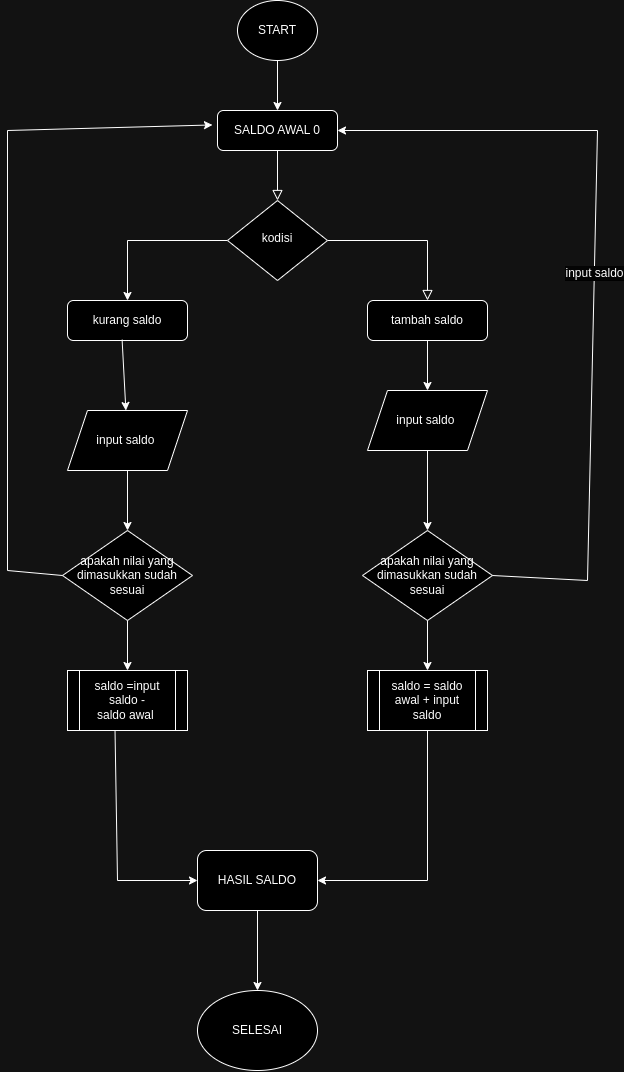 START
SALDO AWAL 0
kodisi
input saldo
kurang saldo
tambah saldo
input saldo
input saldo
apakah nilai yang
dimasukkan sudah
sesuai
apakah nilai yang
dimasukkan sudah
sesuai
saldo =input
saldo -
saldo awal
saldo = saldo
awal + input
saldo
HASIL SALDO
SELESAI